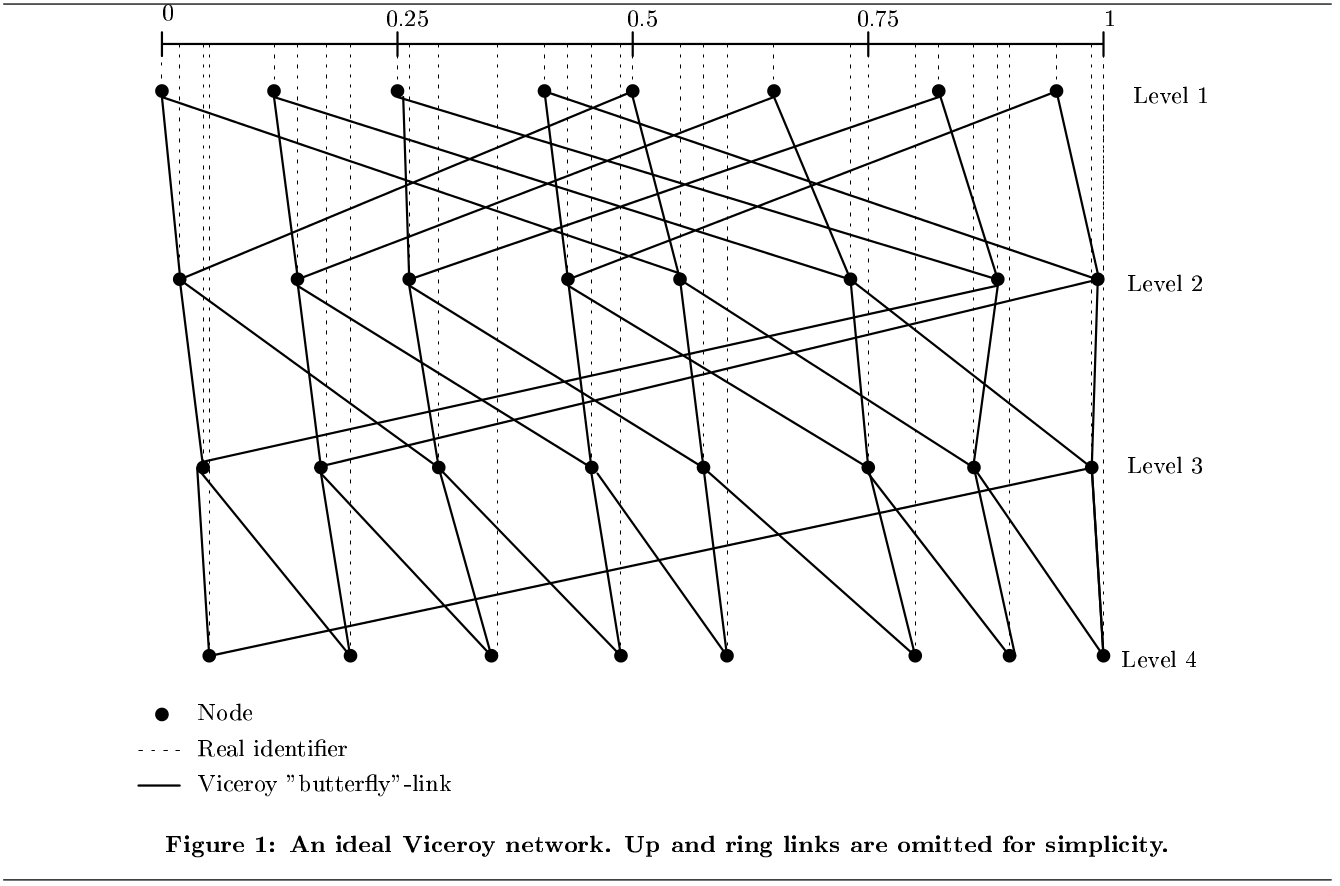 0 0.25 0.5 0.75 1
Level 1
Level 2
Level 3
Level 4
Node
Real identifier
Viceroy ”butterfly”-link
Figure 1: An ideal Viceroy network. Up and ring links are omitted for simplicity.